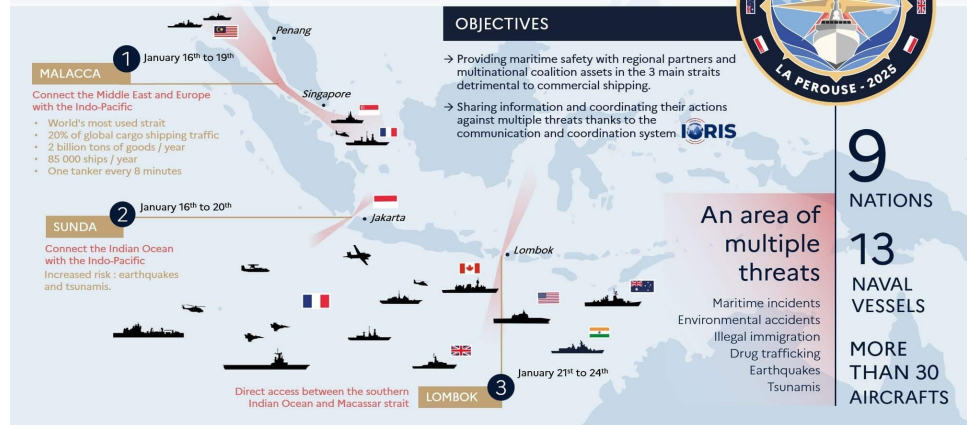 Penang
1
January 16th to 19th
MALACCA
Connect the Middle East and Europe
with the Indo-Pacific
• World's most used strait
• 20% of global cargo shipping traffic
• 2 billion tons of goods / year
• 85 000 ships / year
• One tanker every 8 minutes
Singapore
2
January 16th to 20th
SUNDA
Connect the Indian Ocean
with the Indo-Pacific
Increased risk : earthquakes
and tsunamis.
Jakarta
Lombok
January 21st to 24th
3
LOMBOK
Direct access between the southern
Indian Ocean and Macassar strait
OBJECTIVES
→ Providing maritime safety with regional partners and
multinational coalition assets in the 3 main straits
detrimental to commercial shipping.
→ Sharing information and coordinating their actions
against multiple threats thanks to the
communication and coordination system IORIS
LA PEROUSE - 2025
An area of
multiple
threats
Maritime incidents
Environmental accidents
Illegal immigration
Drug trafficking
Earthquakes
Tsunamis
9
NATIONS
13
NAVAL
VESSELS
MORE
THAN 30
AIRCRAFTS